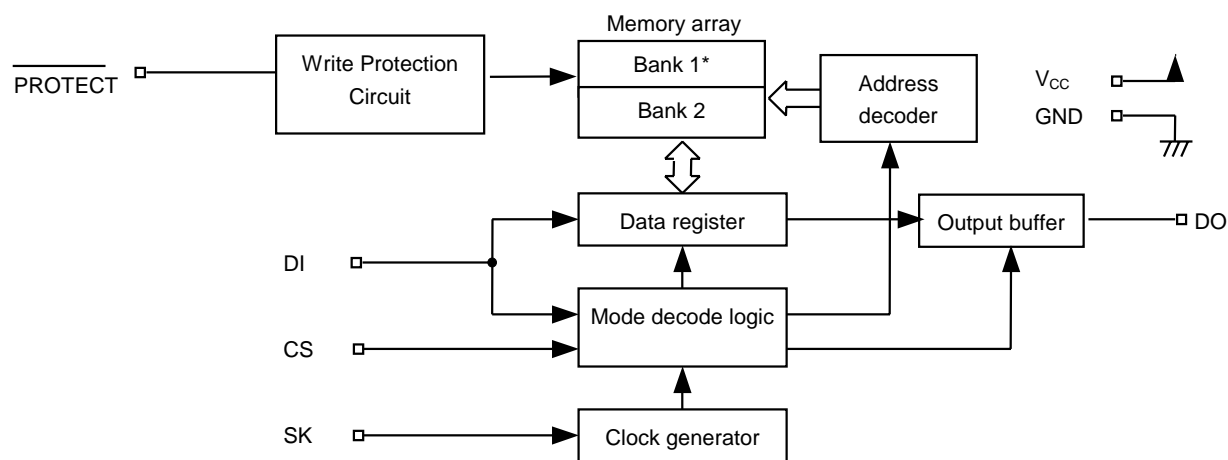 Memory array
PROTECT
Write Protection
Circuit
Bank 1*
Bank 2
Address
decoder
VCC
GND
Data register
Output buffer
DO
DI
Mode decode logic
CS
SK
Clock generator